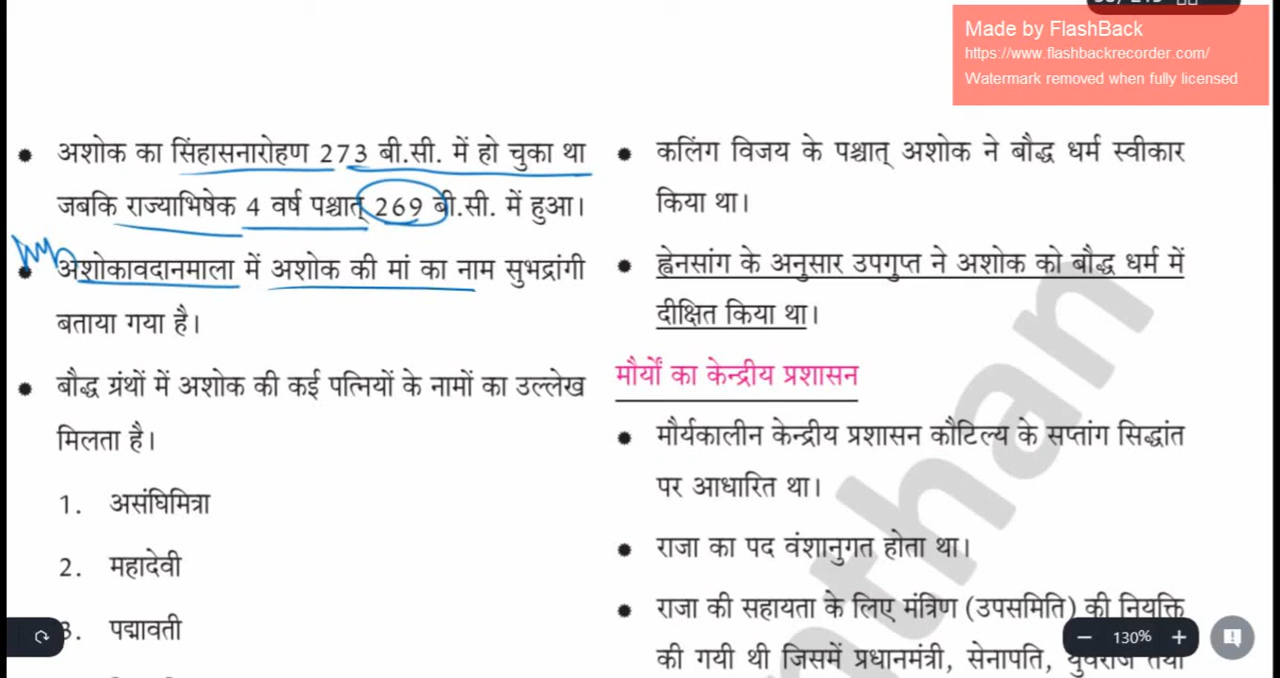 Made by FlashBack
https://www.flashbackrecorder.com/
Watermark removed when fully licensed
अशोक का सिंहासनारोहण 273 बी.सी. में हो चुका था
जबकि राज्याभिषेक 4 वर्ष पश्चात् 269 बी.सी. में हुआ।
अशोकावदानमाला में अशोक की मां का नाम सुभद्रांगी
बताया गया है।
बौद्ध ग्रंथों में अशोक की कई पत्नियों के नामों का उल्लेख
मिलता है।
1. असंघिमित्रा
2. महादेवी
3. पद्मावती
कलिंग विजय के पश्चात् अशोक ने बौद्ध धर्म स्वीकार
किया था।
ह्वेनसांग के अनुसार उपगुप्त ने अशोक को बौद्ध धर्म में
दीक्षित किया था।
मौर्यों का केन्द्रीय प्रशासन
मौर्यकालीन केन्द्रीय प्रशासन कौटिल्य के सप्तांग सिद्धांत
पर आधारित था।
राजा का पद वंशानुगत होता था।
राजा की सहायता के लिए मंत्रिण (उपसमिति) की नियक्ति
की गयी थी जिसमें प्रधानमंत्री, सेनापति, युवराज तथा
130%